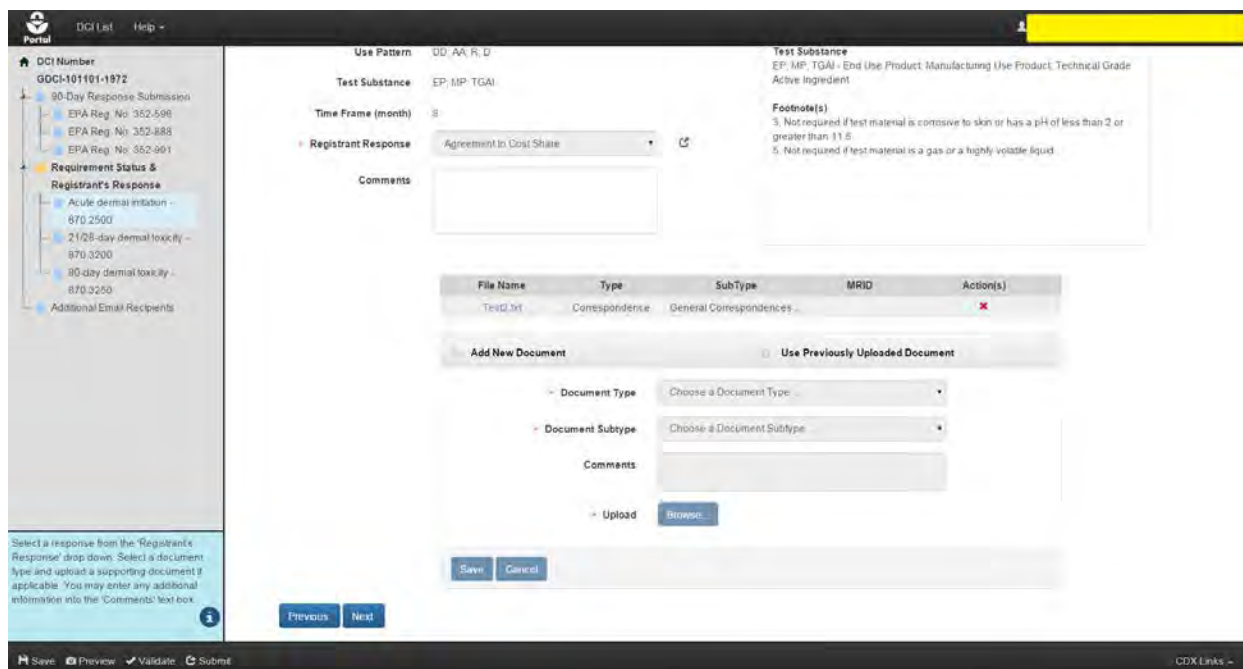 Portal
DCI List Help
DCI Number
GDCI-101101-1972
90-Day Response Submission
EPA Reg. No. 352-596
EPA Reg. No. 352-888
EPA Reg. No. 352-901
Requirement Status &
Registrant's Response
Acute dermal irritation -
870.2500
21/28-day dermal toxicity -
870.3200
90-day dermal toxicity -
870.3250
Additional Email Recipients
Select a response from the 'Registrant's
Response' drop down. Select a document
type and upload a supporting document if
applicable. You may enter any additional
information into the 'Comments' text box.
Use Pattern DD, AA, R, D
Test Substance EP, MP, TGAI
Time Frame (month) 8
* Registrant Response Agreement to Cost Share
Comments
Test Substance
EP, MP, TGAI - End Use Product, Manufacturing Use Product, Technical Grade
Active Ingredient
Footnote(s)
3. Not required if test material is corrosive to skin or has a pH of less than 2 or
greater than 11.5.
5. Not required if test material is a gas or a highly volatile liquid.
File Name Type SubType MRID Action(s)
Test3.txt Correspondence General Correspondences ...
Add New Document Use Previously Uploaded Document
* Document Type Choose a Document Type ...
* Document Subtype Choose a Document Subtype ...
Comments
* Upload Browse...
Save Cancel
Previous Next
Save Preview Validate Submit CDX Links